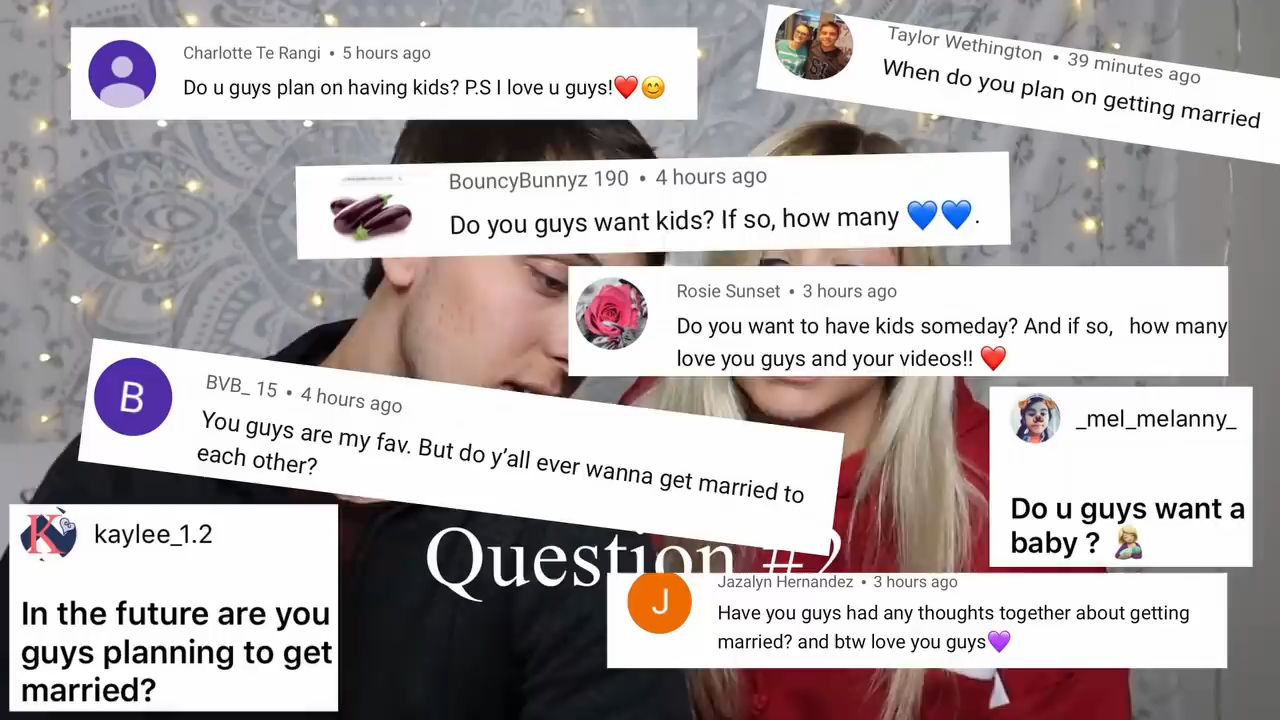 Charlotte Te Rangi • 5 hours ago
Do u guys plan on having kids? P.S I love u guys!❤️😊
Taylor Wethington • 39 minutes ago
When do you plan on getting married
BouncyBunnyz 190 • 4 hours ago
Do you guys want kids? If so, how many 💙💙.
Rosie Sunset • 3 hours ago
Do you want to have kids someday? And if so, how many
love you guys and your videos!! ❤️
B
BVB_ 15 • 4 hours ago
You guys are my fav. But do y’all ever wanna get married to
each other?
_mel_melanny_
Do u guys want a
baby ? 🤱🏼
kaylee_1.2
In the future are you
guys planning to get
married?
Question #2
J
Jazalyn Hernandez • 3 hours ago
Have you guys had any thoughts together about getting
married? and btw love you guys💜